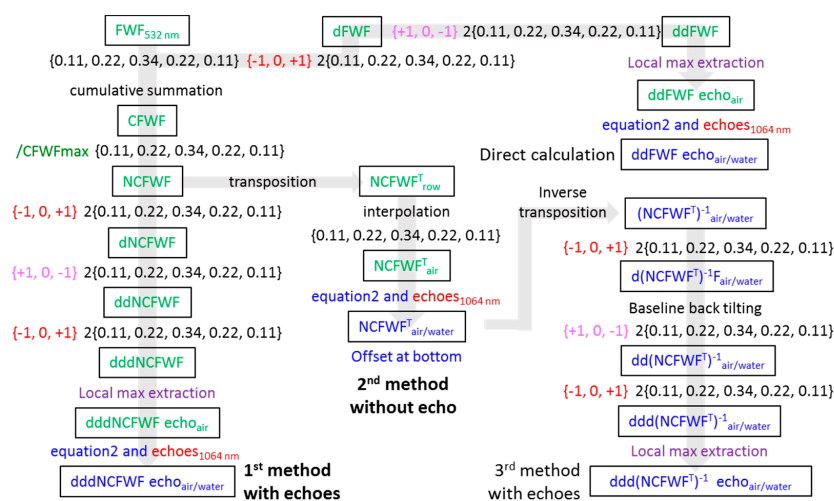 FWF532 nm
dFWF {+1, 0, -1} 2{0.11, 0.22, 0.34, 0.22, 0.11} ddFWF
{0.11, 0.22, 0.34, 0.22, 0.11} {-1, 0, +1} 2{0.11, 0.22, 0.34, 0.22, 0.11}
cumulative summation
CFWF
/CFWFmax {0.11, 0.22, 0.34, 0.22, 0.11}
NCFWF
{-1, 0, +1} 2{0.11, 0.22, 0.34, 0.22, 0.11}
dNCFWF
{+1, 0, -1} 2{0.11, 0.22, 0.34, 0.22, 0.11}
ddNCFWF
{-1, 0, +1} 2{0.11, 0.22, 0.34, 0.22, 0.11}
dddNCFWF
Local max extraction
dddNCFWF echoair
equation2 and echoes1064 nm
dddNCFWF echoair/water
1st method
with echoes
transposition
NCFWFTrow
interpolation
{0.11, 0.22, 0.34, 0.22, 0.11}
NCFWFTair
equation2 and echoes1064 nm
NCFWFTair/water
Offset at bottom
2nd method
without echo
Local max extraction
ddFWF echoair
equation2 and echoes1064 nm
Direct calculation ddFWF echoair/water
Inverse
transposition
(NCFWFT)-1air/water
{-1, 0, +1} 2{0.11, 0.22, 0.34, 0.22, 0.11}
d(NCFWFT)-1Fair/water
Baseline back tilting
{+1, 0, -1} 2{0.11, 0.22, 0.34, 0.22, 0.11}
dd(NCFWFT)-1air/water
{-1, 0, +1} 2{0.11, 0.22, 0.34, 0.22, 0.11}
ddd(NCFWFT)-1air/water
Local max extraction
3rd method
with echoes
ddd(NCFWFT)-1 echoair/water